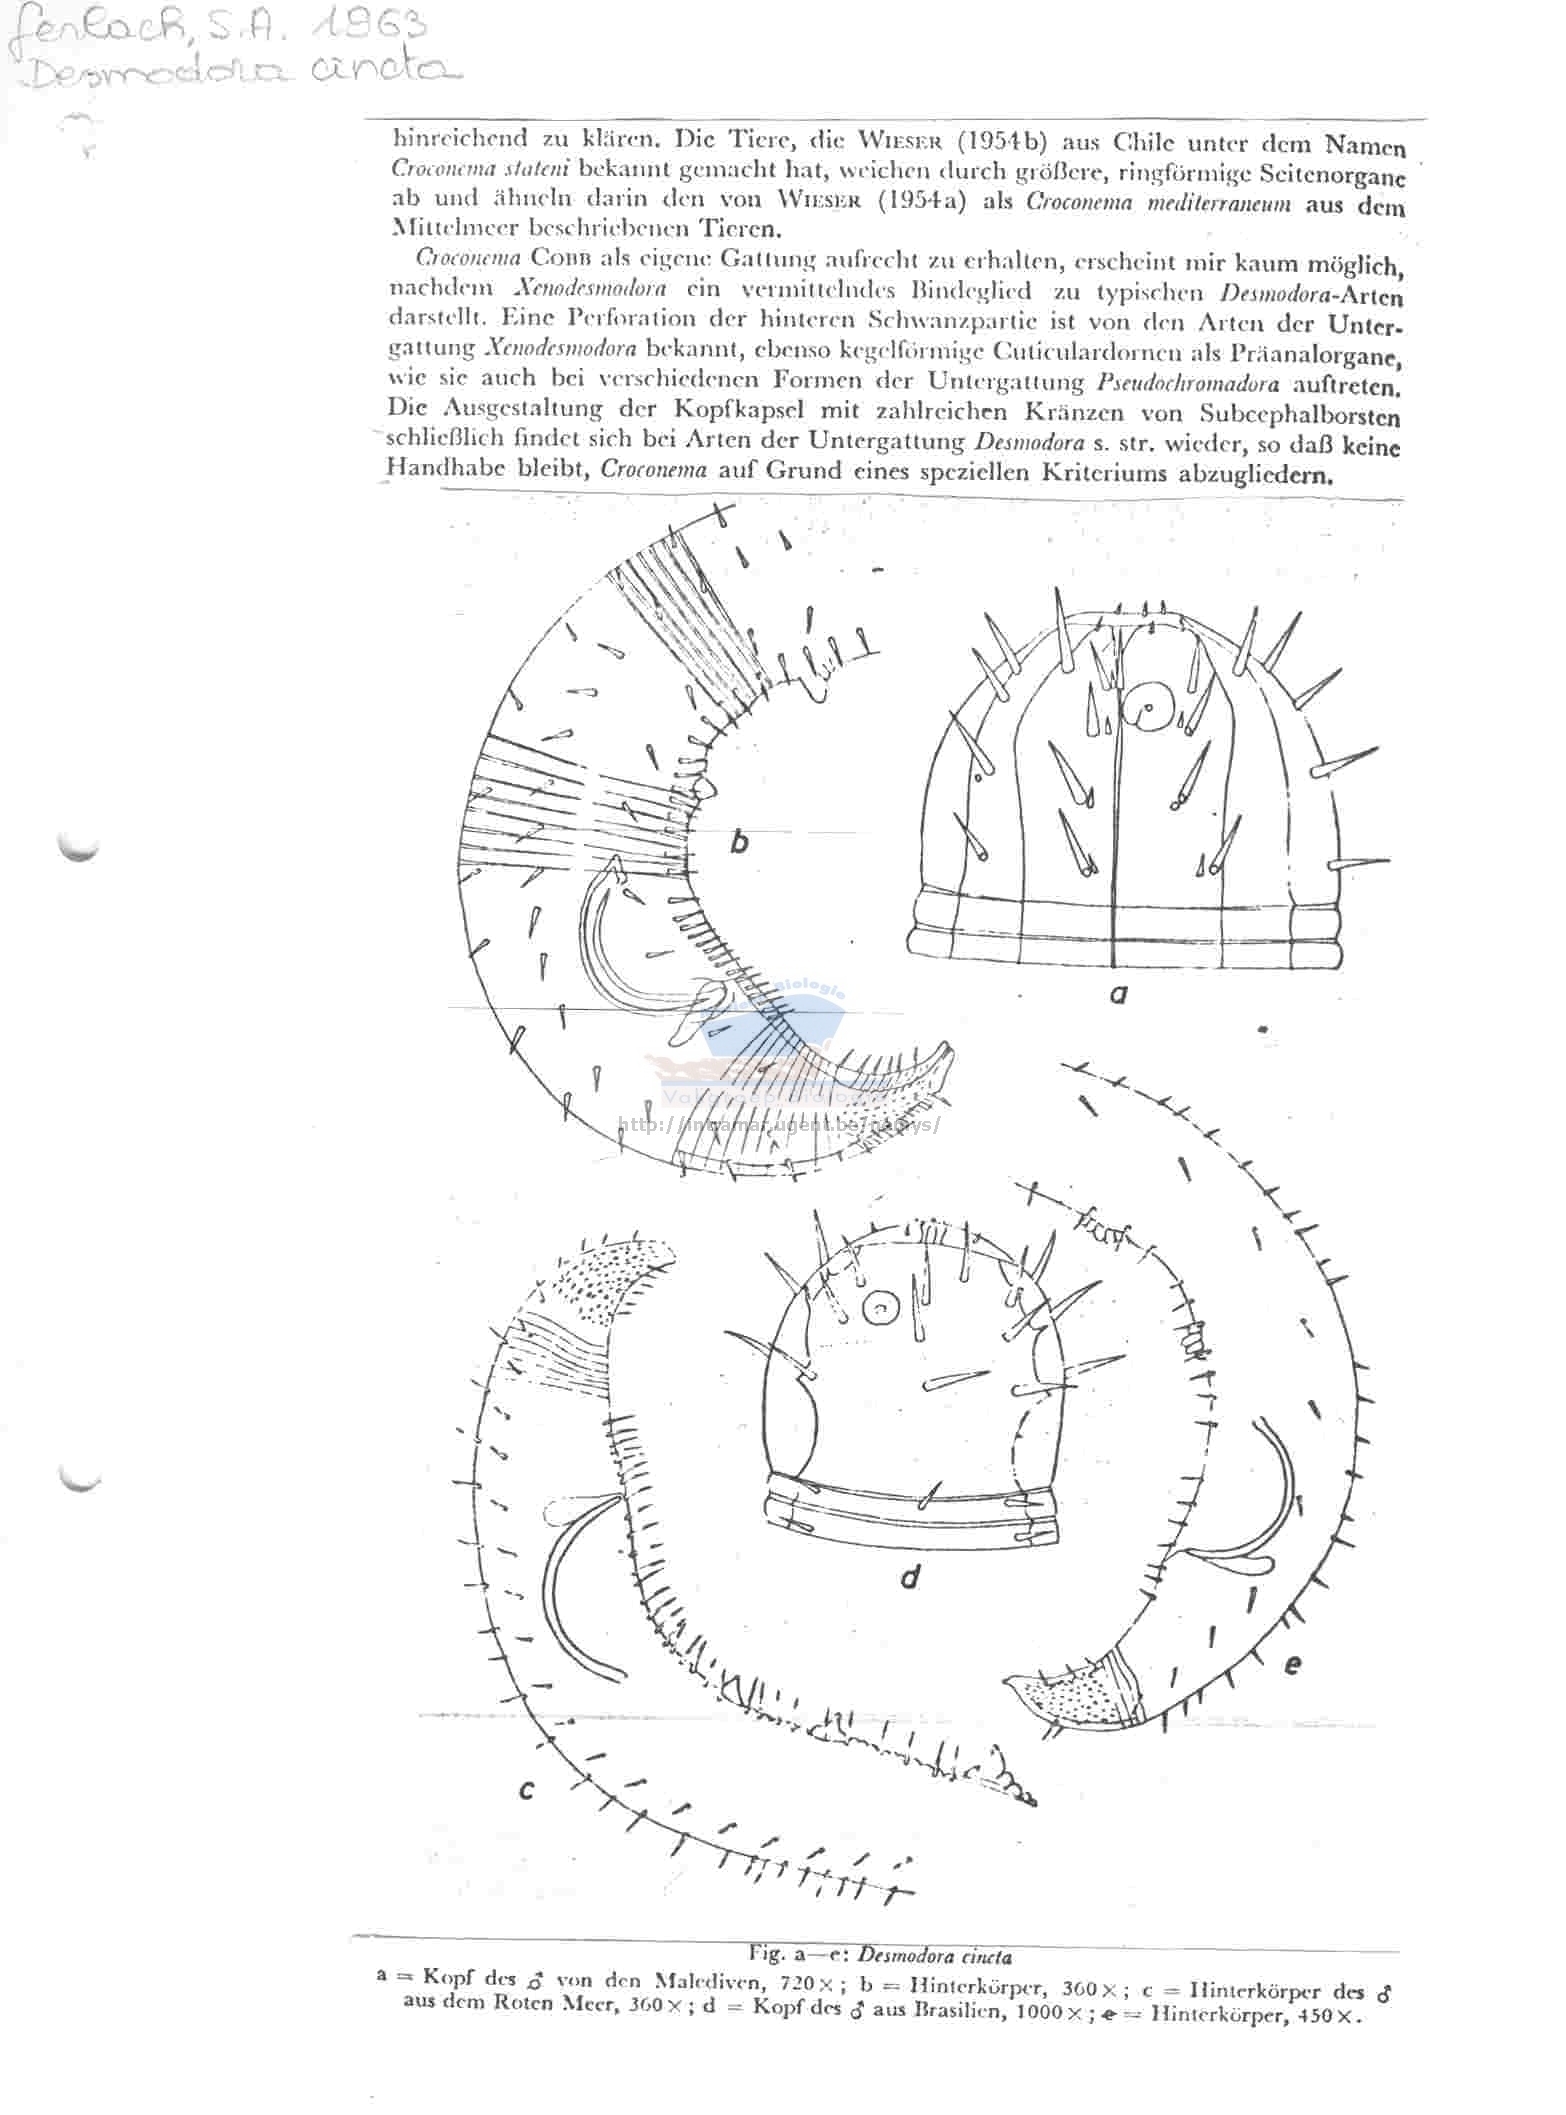 Gerlach, S.A. 1963
Desmodora cincta
hinreichend zu klären. Die Tiere, die WIESER (1954b) aus Chile unter dem Namen
Croconema stateni bekannt gemacht hat, weichen durch größere, ringförmige Seitenorgane
ab und ähneln darin den von WIESER (1954a) als Croconema mediterraneum aus dem
Mittelmeer beschriebenen Tieren.
Croconema COBB als eigene Gattung aufrecht zu erhalten, erscheint mir kaum möglich,
nachdem Xenodesmodora ein vermittelndes Bindeglied zu typischen Desmodora-Arten
darstellt. Eine Perforation der hinteren Schwanzpartie ist von den Arten der Unter-
gattung Xenodesmodora bekannt, ebenso kegelförmige Cuticulardornen als Präanalorgane,
wie sie auch bei verschiedenen Formen der Untergattung Pseudochromadora auftreten.
Die Ausgestaltung der Kopfkapsel mit zahlreichen Kränzen von Subcephalborsten
schließlich findet sich bei Arten der Untergattung Desmodora s. str. wieder, so daß keine
Handhabe bleibt, Croconema auf Grund eines speziellen Kriteriums abzugliedern.
b
a
Biologie
Vakgroep Biologie
http://intramar.ugent.be/nemys/
d
e
c
Fig. a—e: Desmodora cincta
a = Kopf des ♂ von den Malediven, 720×; b = Hinterkörper, 360×; c = Hinterkörper des ♂
aus dem Roten Meer, 360×; d = Kopf des ♂ aus Brasilien, 1000×; e = Hinterkörper, 450×.